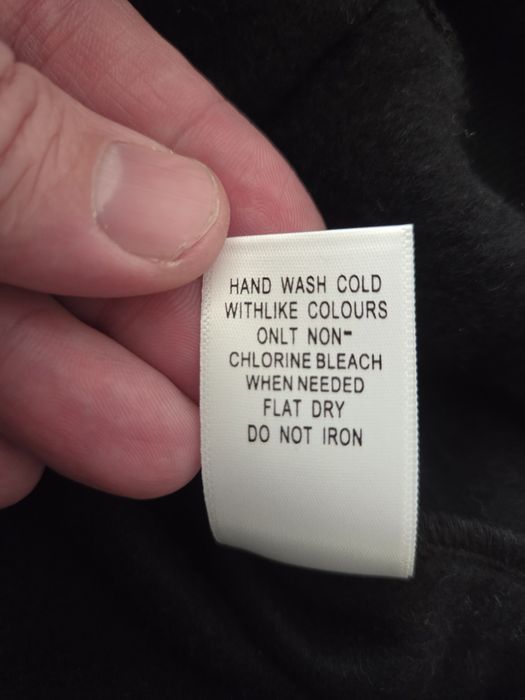 HAND WASH COLD
WITHLIKE COLOURS
ONLT NON-
CHLORINE BLEACH
WHEN NEEDED
FLAT DRY
DO NOT IRON